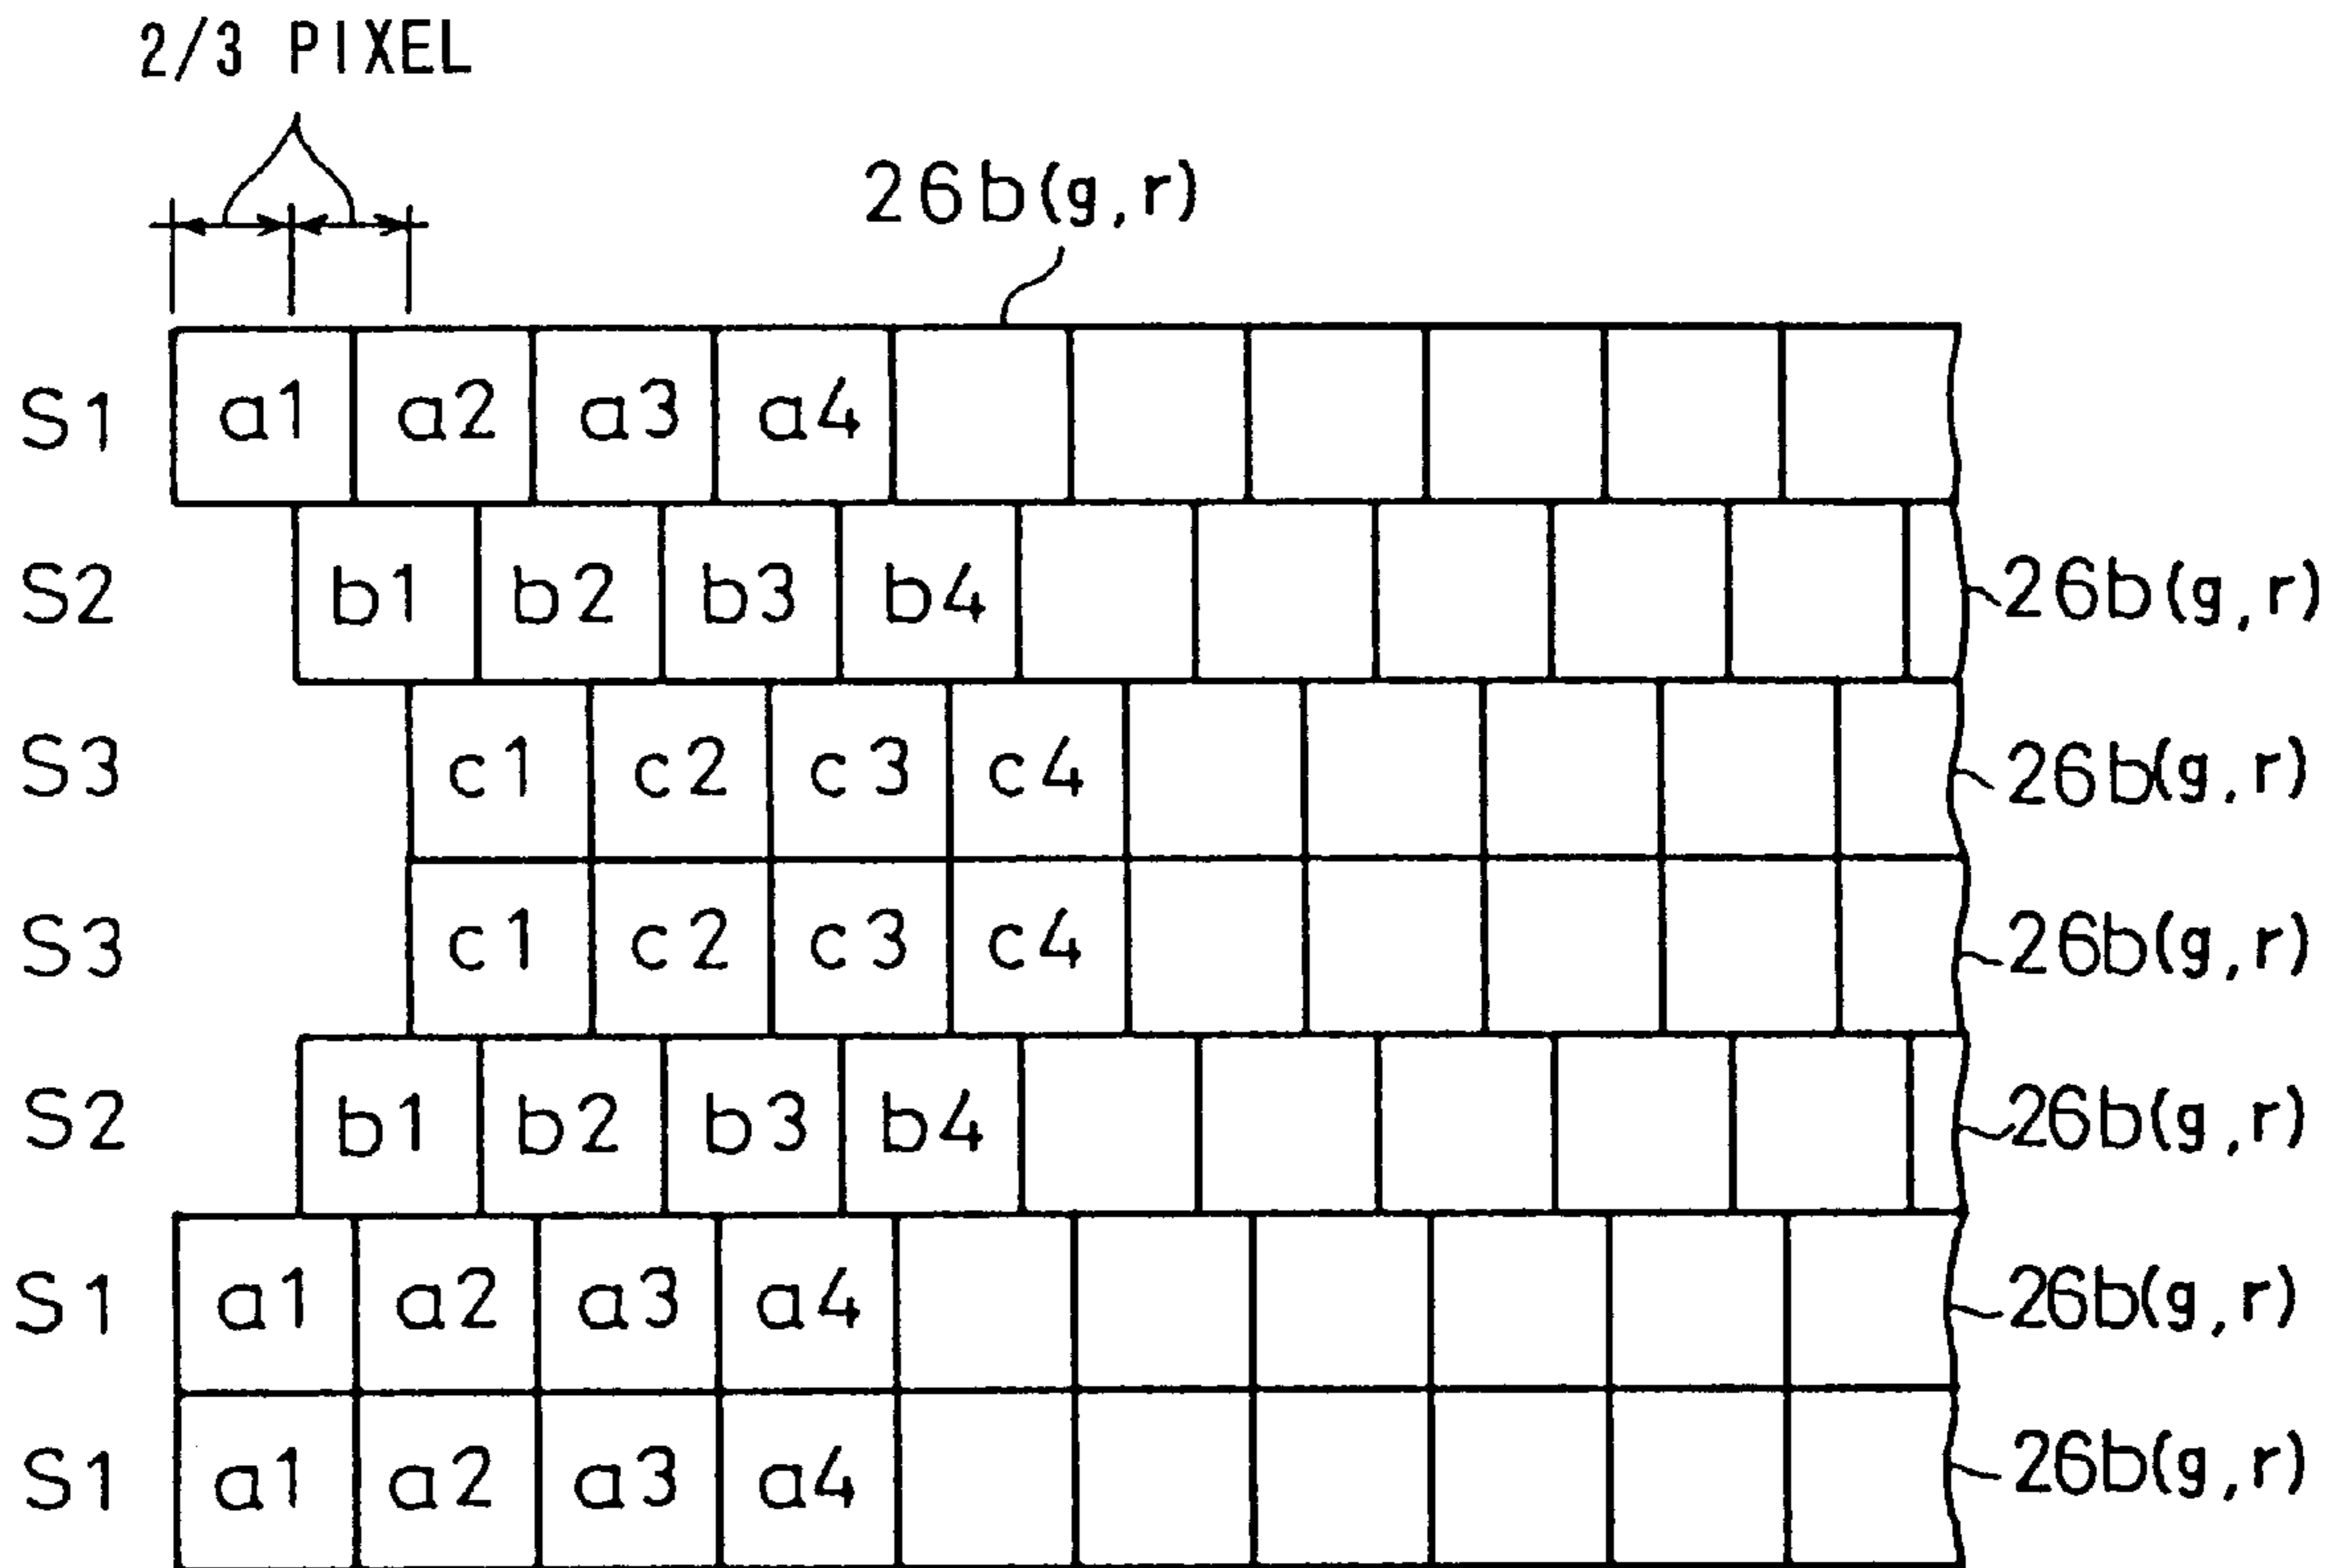 2/3 PIXEL
26b(g,r)
S1 a1 a2 a3 a4
S2 b1 b2 b3 b4 26b(g,r)
S3 c1 c2 c3 c4 26b(g,r)
S3 c1 c2 c3 c4 26b(g,r)
S2 b1 b2 b3 b4 26b(g,r)
S1 a1 a2 a3 a4 26b(g,r)
S1 a1 a2 a3 a4 26b(g,r)